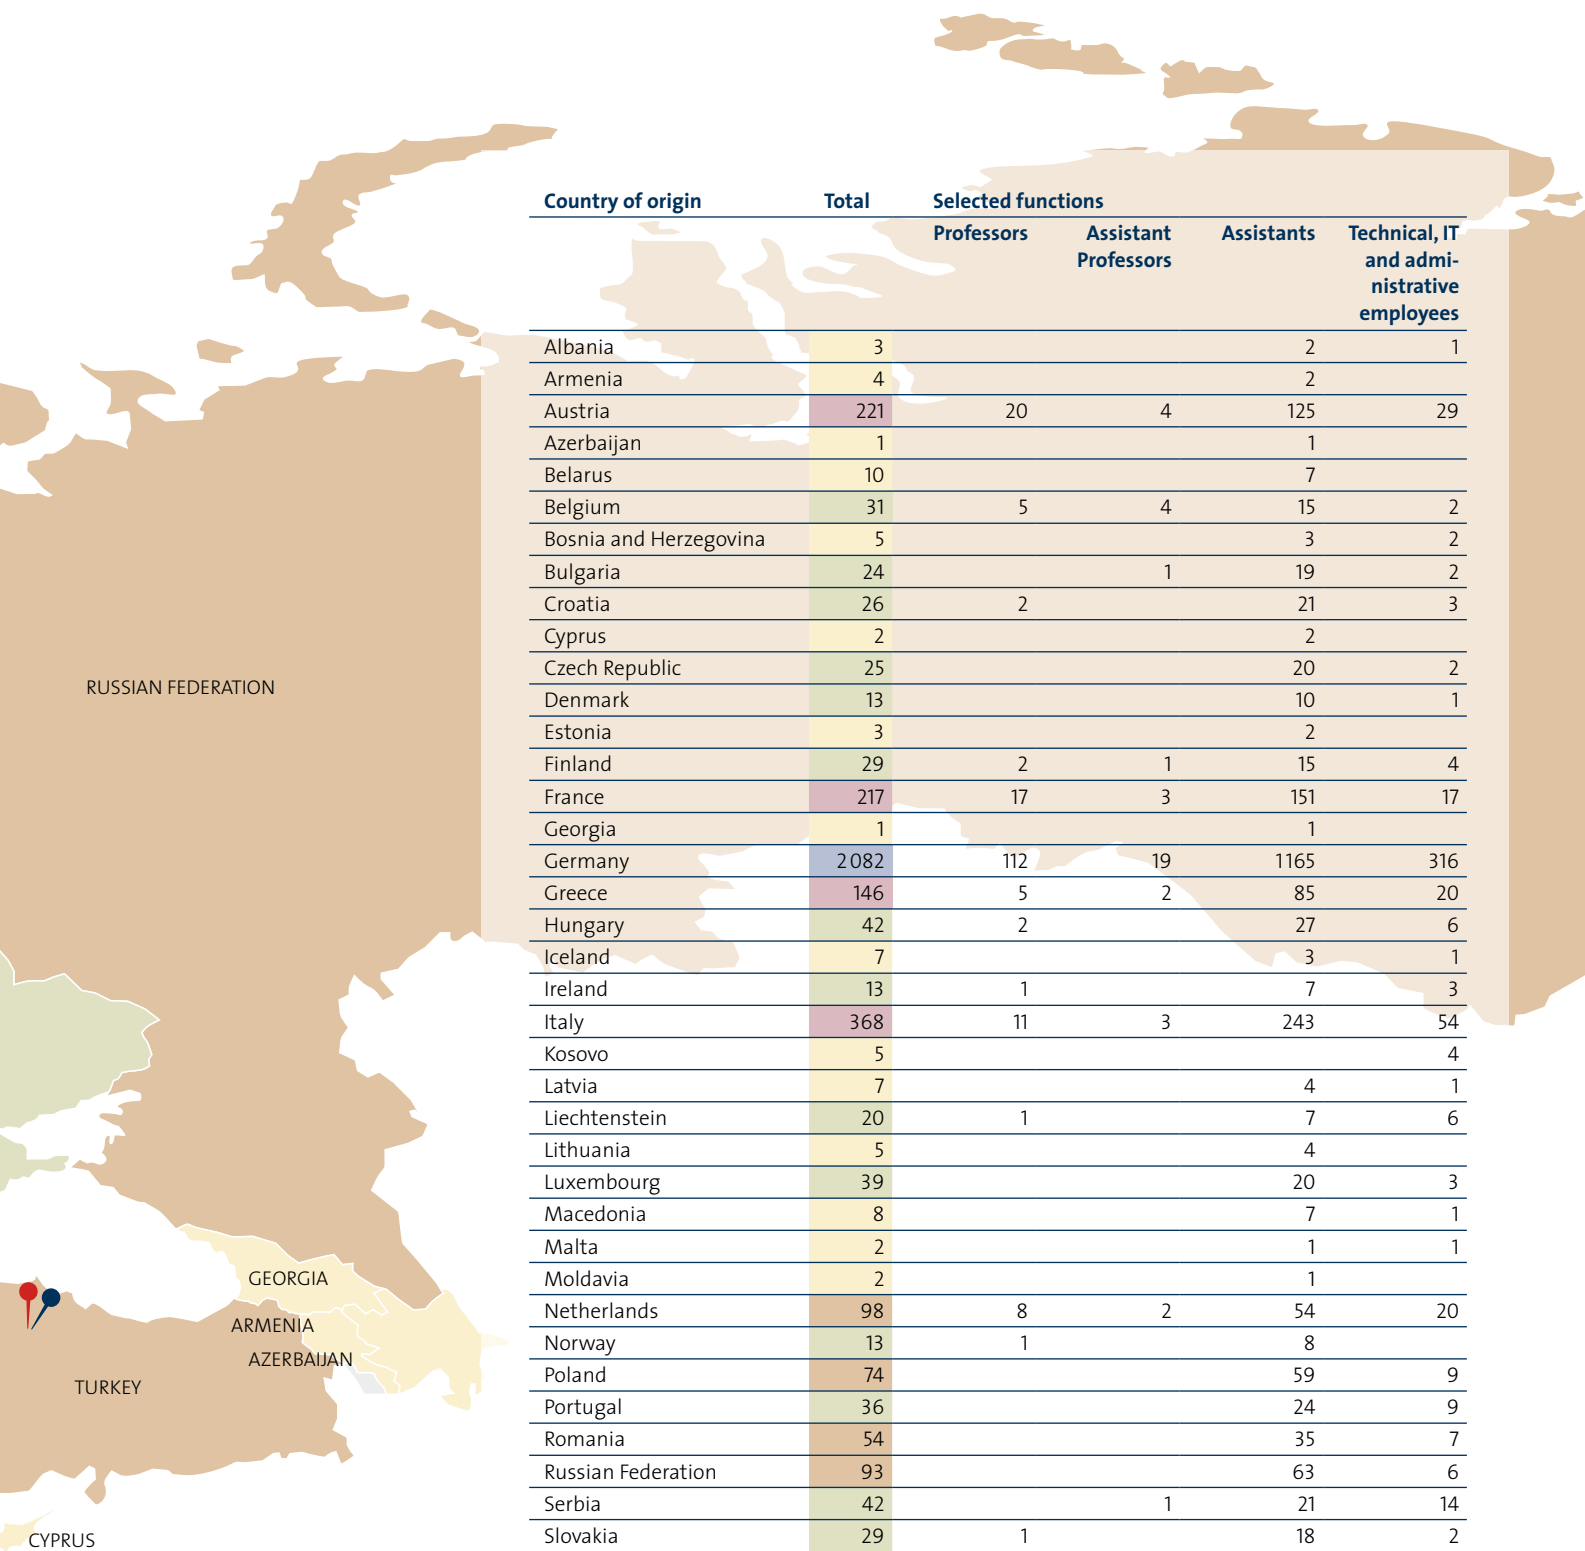 Country of origin Total Selected functions
Professors Assistant Assistants Technical, IT
Professors and admi-
nistrative
employees
Albania 3 2 1
Armenia 4 2
Austria 221 20 4 125 29
Azerbaijan 1 1
Belarus 10 7
Belgium 31 5 4 15 2
Bosnia and Herzegovina 5 3 2
Bulgaria 24 1 19 2
Croatia 26 2 21 3
Cyprus 2 2
Czech Republic 25 20 2
Denmark 13 10 1
Estonia 3 2
Finland 29 2 1 15 4
France 217 17 3 151 17
Georgia 1 1
Germany 2 082 112 19 1165 316
Greece 146 5 2 85 20
Hungary 42 2 27 6
Iceland 7 3 1
Ireland 13 1 7 3
Italy 368 11 3 243 54
Kosovo 5 4
Latvia 7 4 1
Liechtenstein 20 1 7 6
Lithuania 5 4
Luxembourg 39 20 3
Macedonia 8 7 1
Malta 2 1 1
Moldavia 2 1
Netherlands 98 8 2 54 20
Norway 13 1 8
Poland 74 59 9
Portugal 36 24 9
Romania 54 35 7
Russian Federation 93 63 6
Serbia 42 1 21 14
Slovakia 29 1 18 2
RUSSIAN FEDERATION
GEORGIA
ARMENIA
AZERBAIJAN
TURKEY
CYPRUS